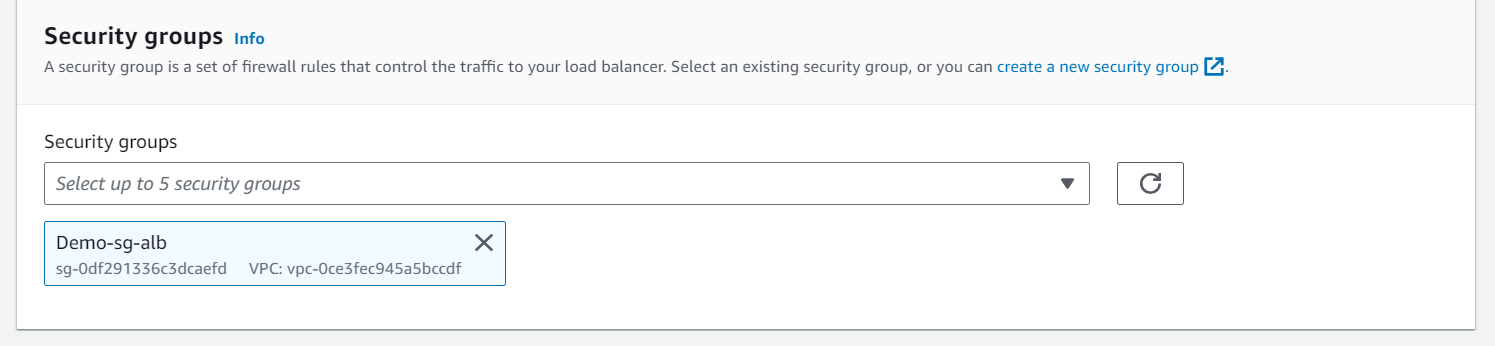 Security groups Info
A security group is a set of firewall rules that control the traffic to your load balancer. Select an existing security group, or you can create a new security group.
Security groups
Select up to 5 security groups
Demo-sg-alb
sg-0df291336c3dcaefd VPC: vpc-0ce3fec945a5bccdf